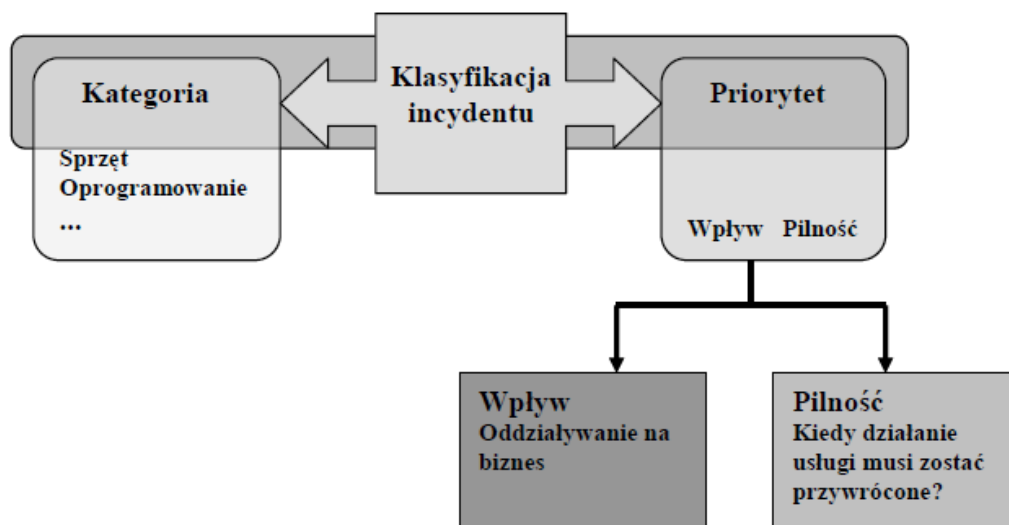 Klasyfikacja
incydentu
Kategoria
Sprzęt
Oprogramowanie
...
Priorytet
Wpływ Pilność
Wpływ
Oddziaływanie na
biznes
Pilność
Kiedy działanie
usługi musi zostać
przywrócone?